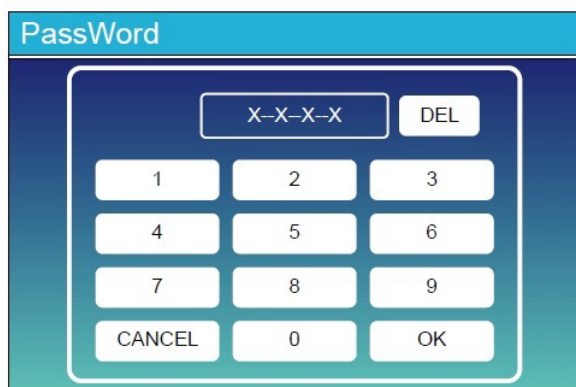 PassWord
X--X--X--X DEL
1 2 3
4 5 6
7 8 9
CANCEL 0 OK